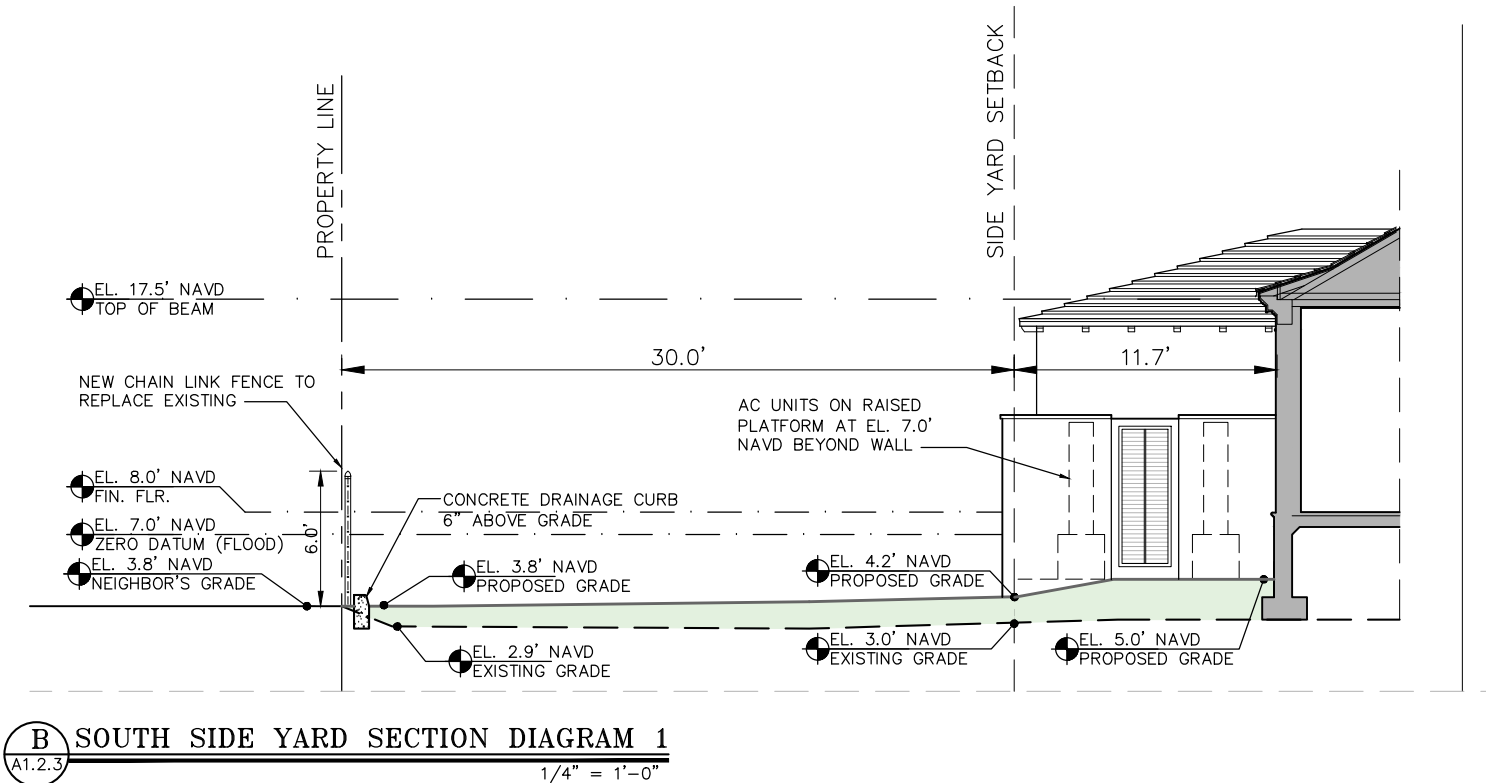 PROPERTY LINE
SIDE YARD SETBACK
EL. 17.5' NAVD
TOP OF BEAM
30.0'
11.7'
NEW CHAIN LINK FENCE TO
REPLACE EXISTING
AC UNITS ON RAISED
PLATFORM AT EL. 7.0'
NAVD BEYOND WALL
EL. 8.0' NAVD
FIN. FLR.
CONCRETE DRAINAGE CURB
6" ABOVE GRADE
6.0'
EL. 7.0' NAVD
ZERO DATUM (FLOOD)
EL. 3.8' NAVD
NEIGHBOR'S GRADE
EL. 3.8' NAVD
PROPOSED GRADE
EL. 4.2' NAVD
PROPOSED GRADE
EL. 2.9' NAVD
EXISTING GRADE
EL. 3.0' NAVD
EXISTING GRADE
EL. 5.0' NAVD
PROPOSED GRADE
B
A1.2.3
SOUTH SIDE YARD SECTION DIAGRAM 1
1/4" = 1'-0"